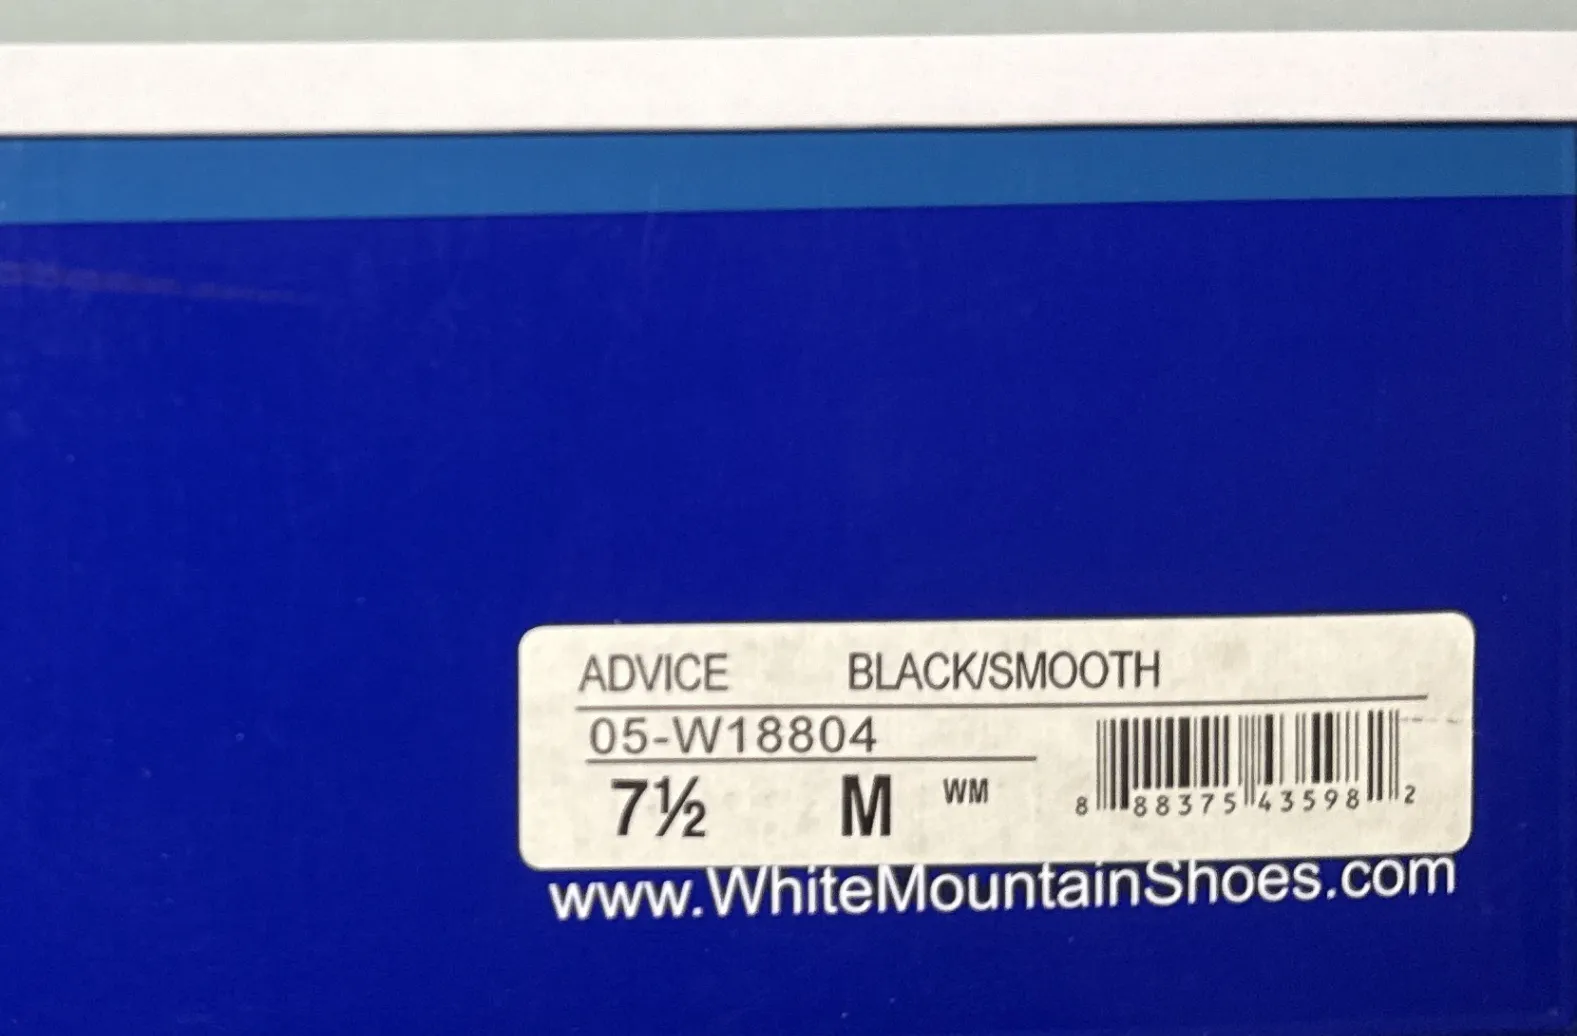 ADVICE BLACK/SMOOTH
05-W18804
7½ M WM
8 88375 43598 2
www.WhiteMountainShoes.com